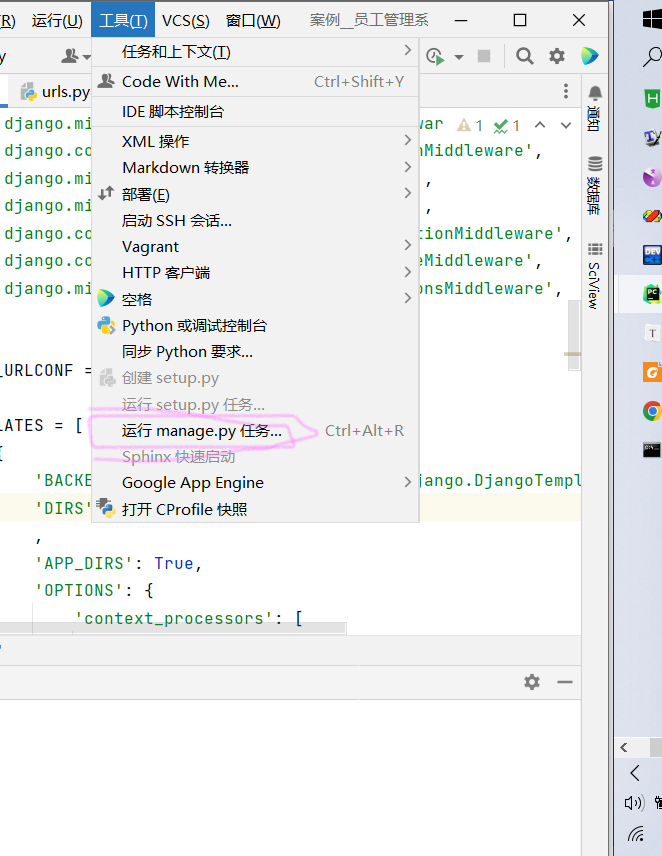 (R) 运行(U) 工具(T) VCS(S) 窗口(W) 案例__员工管理系
任务和上下文(T)
urls.py
Code With Me... Ctrl+Shift+Y
IDE 脚本控制台
django.mi war 1 1
XML 操作
django.co nMiddleware',
Markdown 转换器
django.mi ,
部署(E)
django.mi ,
启动 SSH 会话...
django.co tionMiddleware',
Vagrant
django.co eMiddleware',
HTTP 客户端
django.mi onsMiddleware',
空格
Python 或调试控制台
同步 Python 要求...
_URLCONF =
创建 setup.py
运行 setup.py 任务...
LATES = [
运行 manage.py 任务... Ctrl+Alt+R
{
Sphinx 快速启动
'BACKE jango.DjangoTempl
Google App Engine
'DIRS'
打开 CProfile 快照
,
'APP_DIRS': True,
'OPTIONS': {
'context_processors': [
通知
数据库
SciView